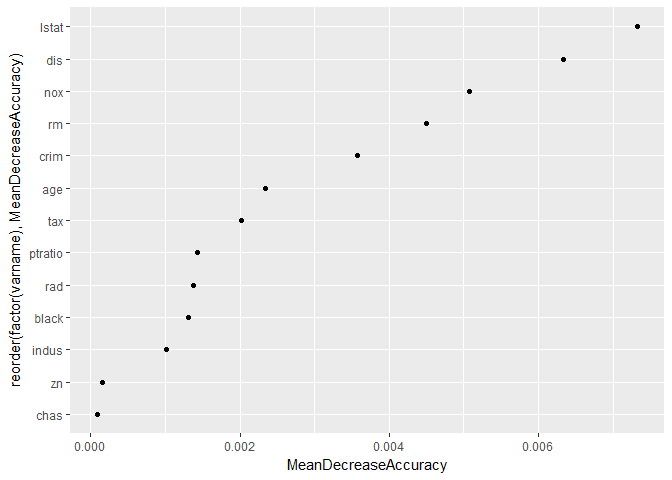 reorder(factor(varname), MeanDecreaseAccuracy)
lstat
dis
nox
rm
crim
age
tax
ptratio
rad
black
indus
zn
chas
0.000 0.002 0.004 0.006
MeanDecreaseAccuracy